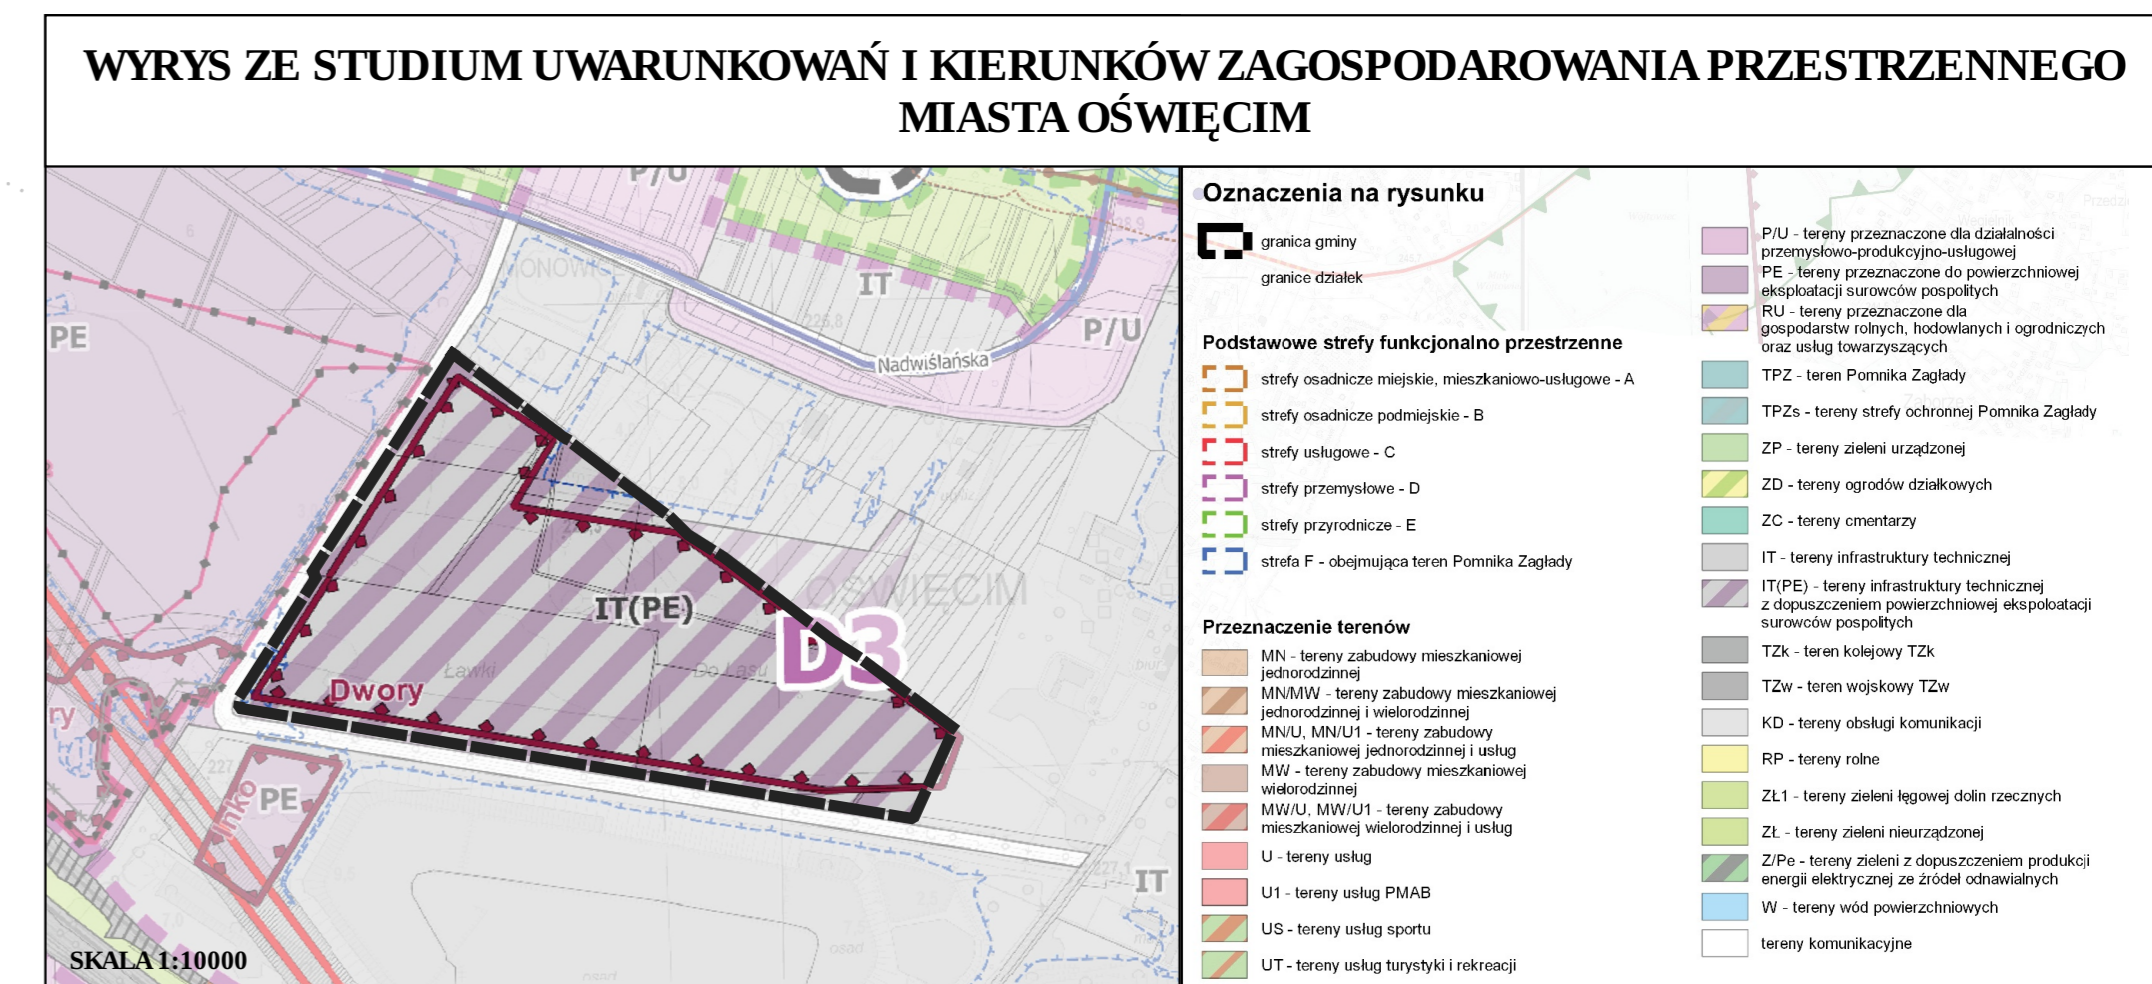 WYRYS ZE STUDIUM UWARUNKOWAŃ I KIERUNKÓW ZAGOSPODAROWANIA PRZESTRZENNEGO
MIASTA OŚWIĘCIM
P/U
IT
226,8
P/U
PE
Nadwiślańska
OŚWIĘCIM
IT(PE)
D3
Ławki
Do Lasu
Dwory
ry
227
PE
Inko
227,1
IT
osad
osad
SKALA 1:10000
Oznaczenia na rysunku
granica gminy
granice działek
Podstawowe strefy funkcjonalno przestrzenne
strefy osadnicze miejskie, mieszkaniowo-usługowe - A
strefy osadnicze podmiejskie - B
strefy usługowe - C
strefy przemysłowe - D
strefy przyrodnicze - E
strefa F - obejmująca teren Pomnika Zagłady
Przeznaczenie terenów
MN - tereny zabudowy mieszkaniowej
jednorodzinnej
MN/MW - tereny zabudowy mieszkaniowej
jednorodzinnej i wielorodzinnej
MN/U, MN/U1 - tereny zabudowy
mieszkaniowej jednorodzinnej i usług
MW - tereny zabudowy mieszkaniowej
wielorodzinnej
MW/U, MW/U1 - tereny zabudowy
mieszkaniowej wielorodzinnej i usług
U - tereny usług
U1 - tereny usług PMAB
US - tereny usług sportu
UT - tereny usług turystyki i rekreacji
P/U - tereny przeznaczone dla działalności
przemysłowo-produkcyjno-usługowej
PE - tereny przeznaczone do powierzchniowej
eksploatacji surowców pospolitych
RU - tereny przeznaczone dla
gospodarstw rolnych, hodowlanych i ogrodniczych
oraz usług towarzyszących
TPZ - teren Pomnika Zagłady
TPZs - tereny strefy ochronnej Pomnika Zagłady
ZP - tereny zieleni urządzonej
ZD - tereny ogrodów działkowych
ZC - tereny cmentarzy
IT - tereny infrastruktury technicznej
IT(PE) - tereny infrastruktury technicznej
z dopuszczeniem powierzchniowej ekspoloatacji
surowców pospolitych
TZk - teren kolejowy TZk
TZw - teren wojskowy TZw
KD - tereny obsługi komunikacji
RP - tereny rolne
ZŁ1 - tereny zieleni łęgowej dolin rzecznych
ZŁ - tereny zieleni nieurządzonej
Z/Pe - tereny zieleni z dopuszczeniem produkcji
energii elektrycznej ze źródeł odnawialnych
W - tereny wód powierzchniowych
tereny komunikacyjne